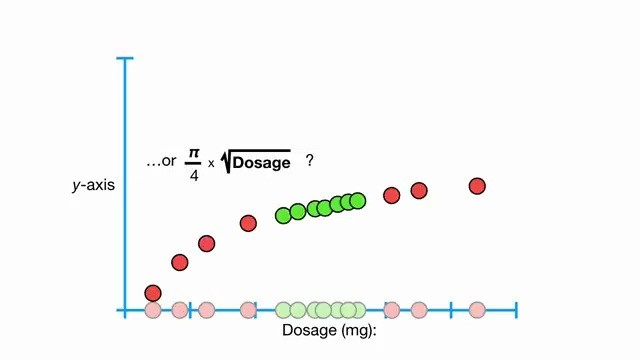 …or π/4 x √Dosage ?
y-axis
Dosage (mg):